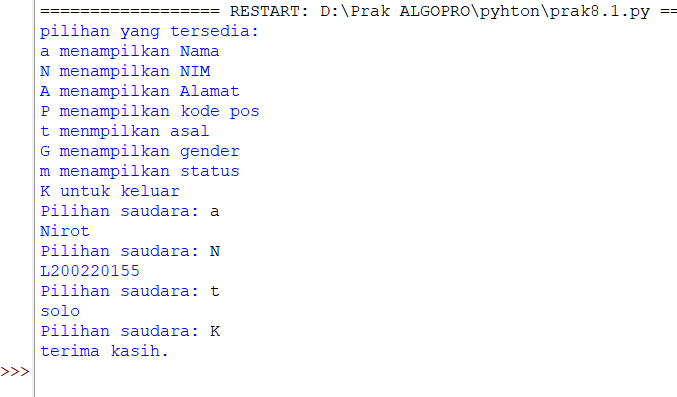 ================== RESTART: D:\Prak ALGOPRO\pyhton\prak8.1.py ==
pilihan yang tersedia:
a menampilkan Nama
N menampilkan NIM
A menampilkan Alamat
P menampilkan kode pos
t menmpilkan asal
G menampilkan gender
m menampilkan status
K untuk keluar
Pilihan saudara: a
Nirot
Pilihan saudara: N
L200220155
Pilihan saudara: t
solo
Pilihan saudara: K
terima kasih.
>>>